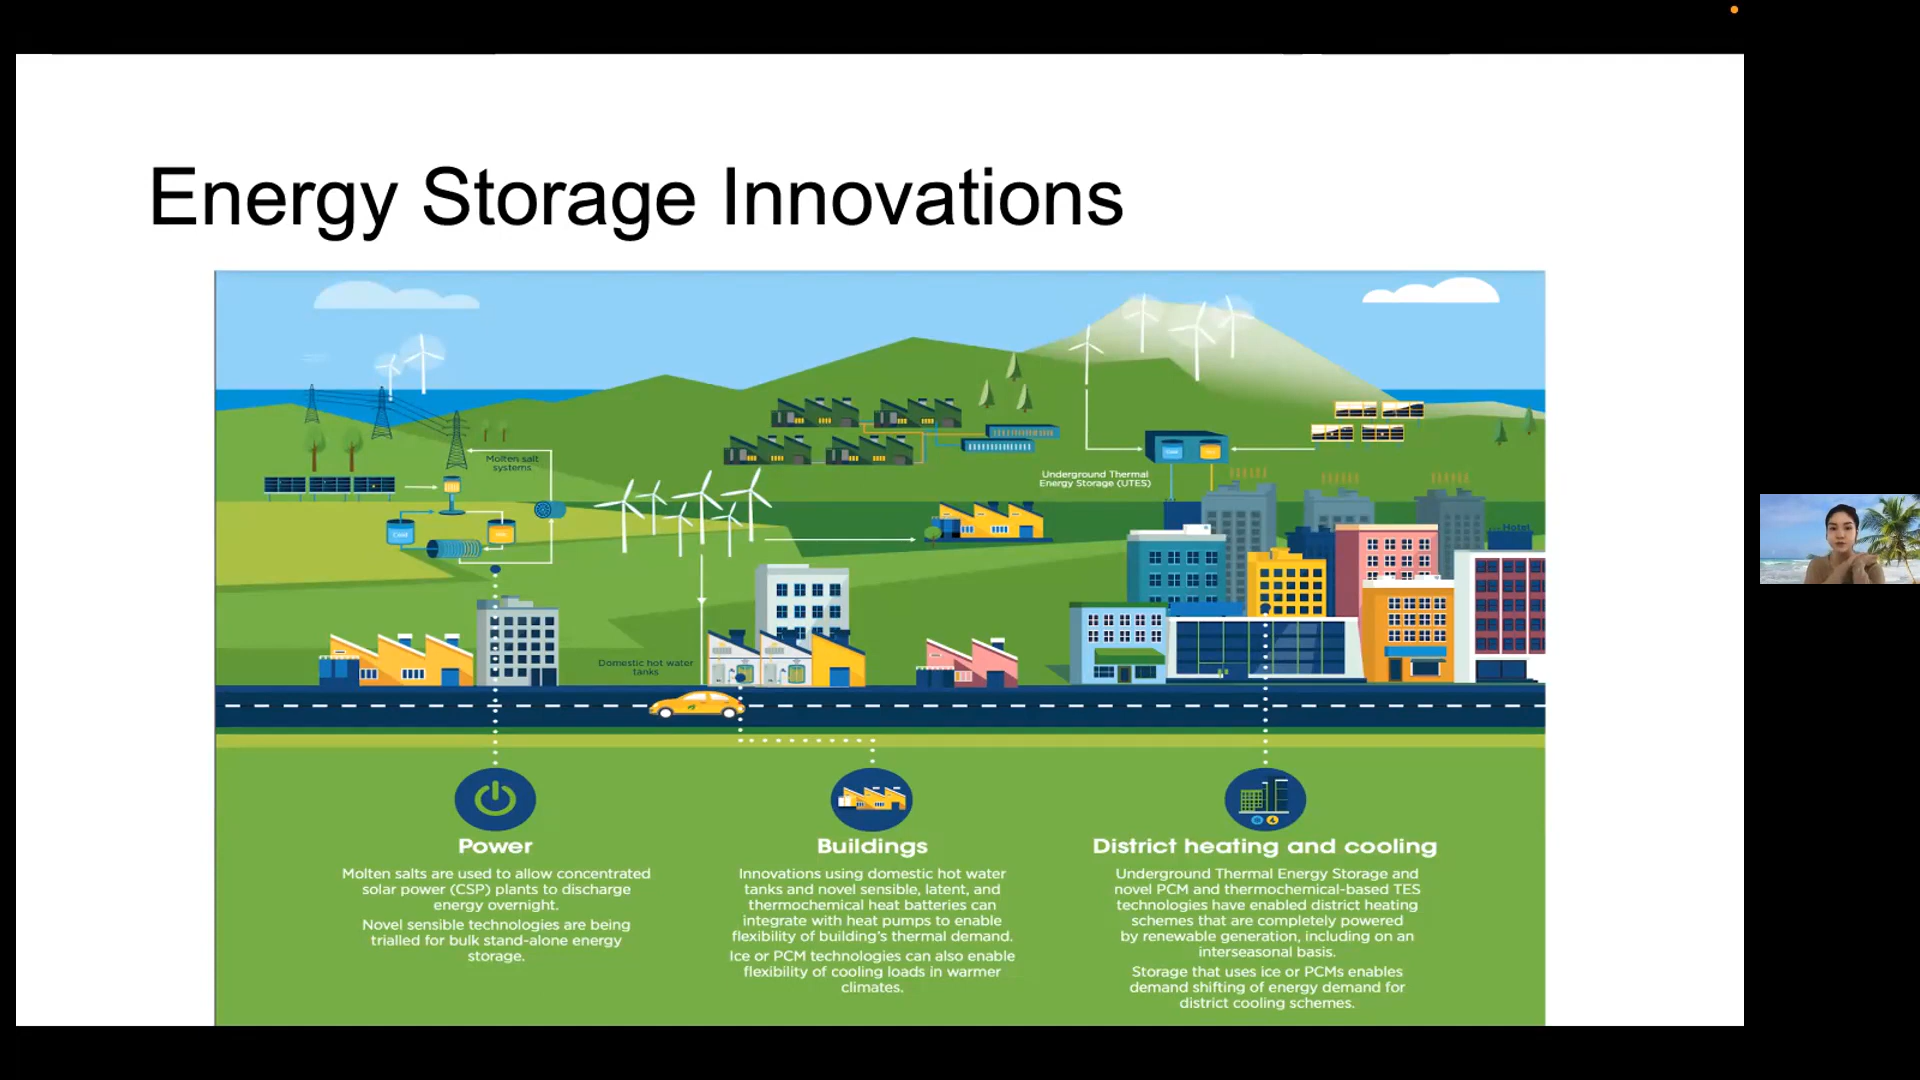 Energy Storage Innovations
Molten salt
systems
Cold
Underground Thermal
Energy Storage (UTES)
Hotel
Domestic hot water
tanks
Power
Molten salts are used to allow concentrated
solar power (CSP) plants to discharge
energy overnight.
Novel sensible technologies are being
trialled for bulk stand-alone energy
storage.
Buildings
Innovations using domestic hot water
tanks and novel sensible, latent, and
thermochemical heat batteries can
integrate with heat pumps to enable
flexibility of building's thermal demand.
Ice or PCM technologies can also enable
flexibility of cooling loads in warmer
climates.
District heating and cooling
Underground Thermal Energy Storage and
novel PCM and thermochemical-based TES
technologies have enabled district heating
schemes that are completely powered
by renewable generation, including on an
interseasonal basis.
Storage that uses ice or PCMs enables
demand shifting of energy demand for
district cooling schemes.